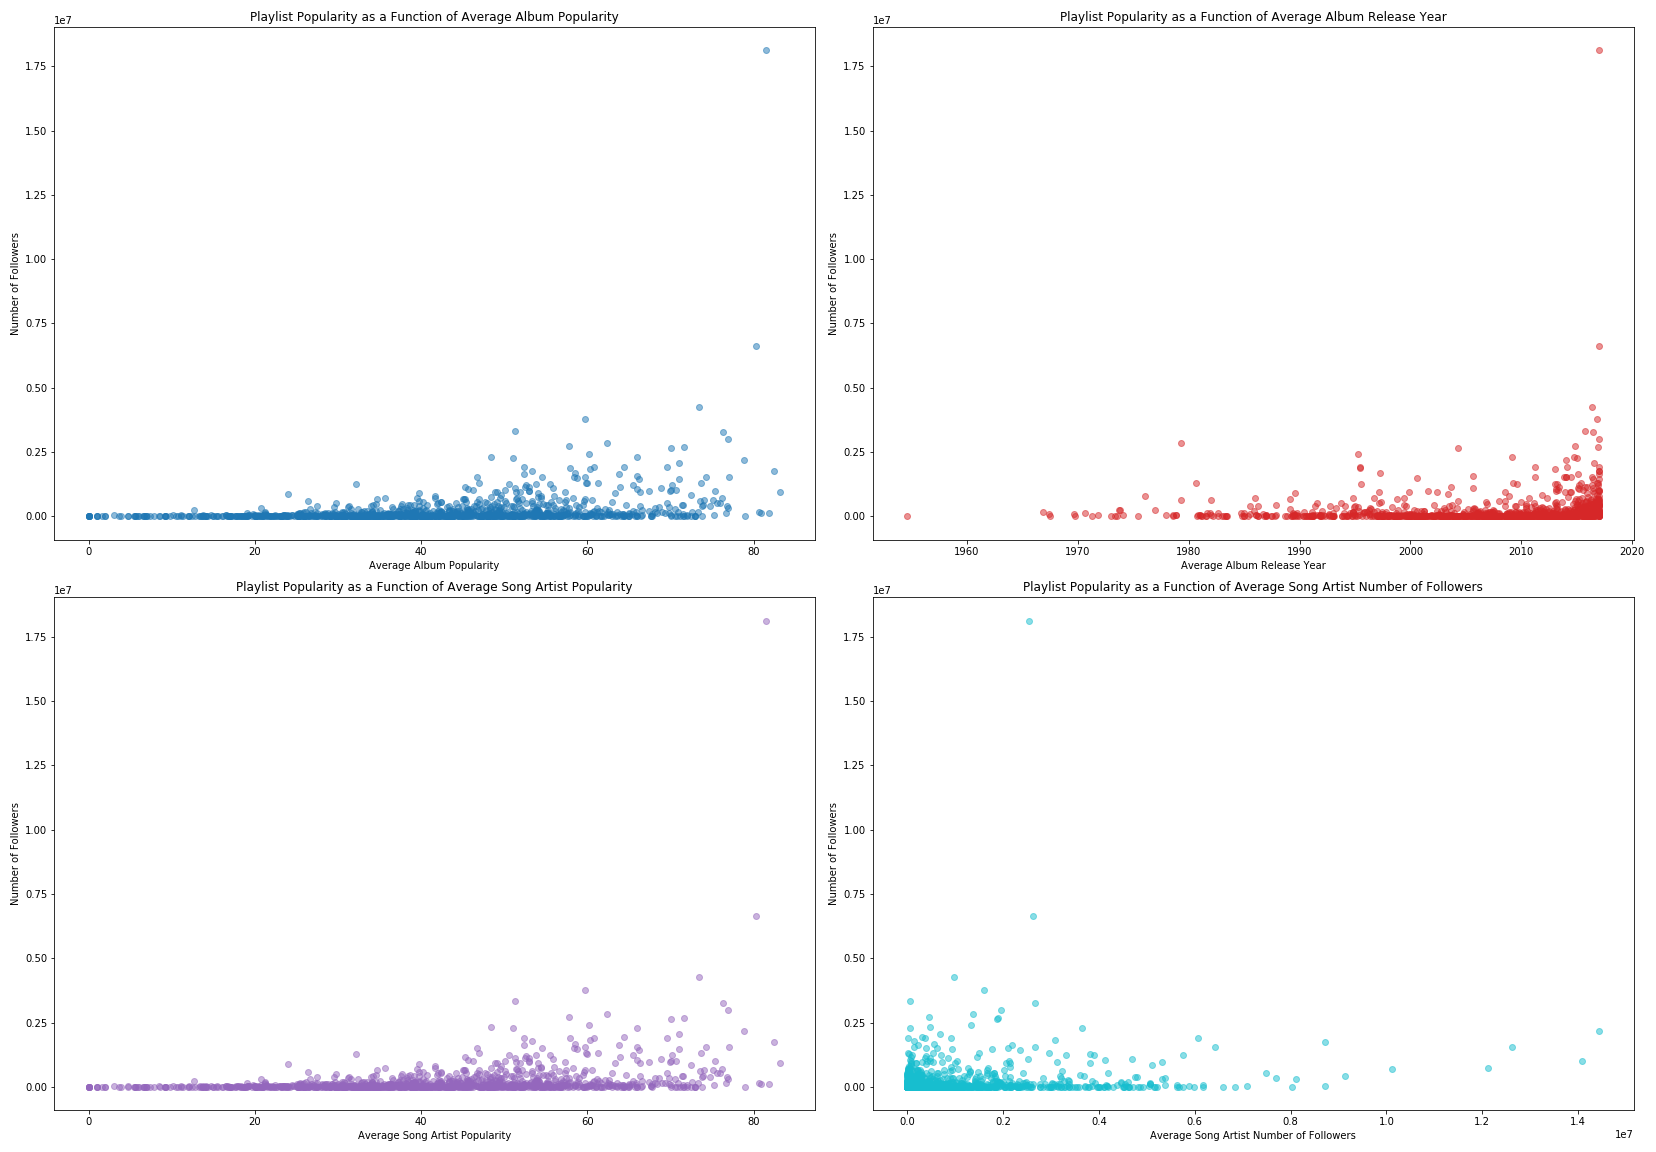 Playlist Popularity as a Function of Average Album Popularity
1e7
1.75
1.50
1.25
1.00
0.75
0.50
0.25
0.00
Number of Followers
0 20 40 60 80
Average Album Popularity
Playlist Popularity as a Function of Average Album Release Year
1e7
1.75
1.50
1.25
1.00
0.75
0.50
0.25
0.00
Number of Followers
1960 1970 1980 1990 2000 2010 2020
Average Album Release Year
Playlist Popularity as a Function of Average Song Artist Popularity
1e7
1.75
1.50
1.25
1.00
0.75
0.50
0.25
0.00
Number of Followers
0 20 40 60 80
Average Song Artist Popularity
Playlist Popularity as a Function of Average Song Artist Number of Followers
1e7
1.75
1.50
1.25
1.00
0.75
0.50
0.25
0.00
Number of Followers
0.0 0.2 0.4 0.6 0.8 1.0 1.2 1.4
1e7
Average Song Artist Number of Followers